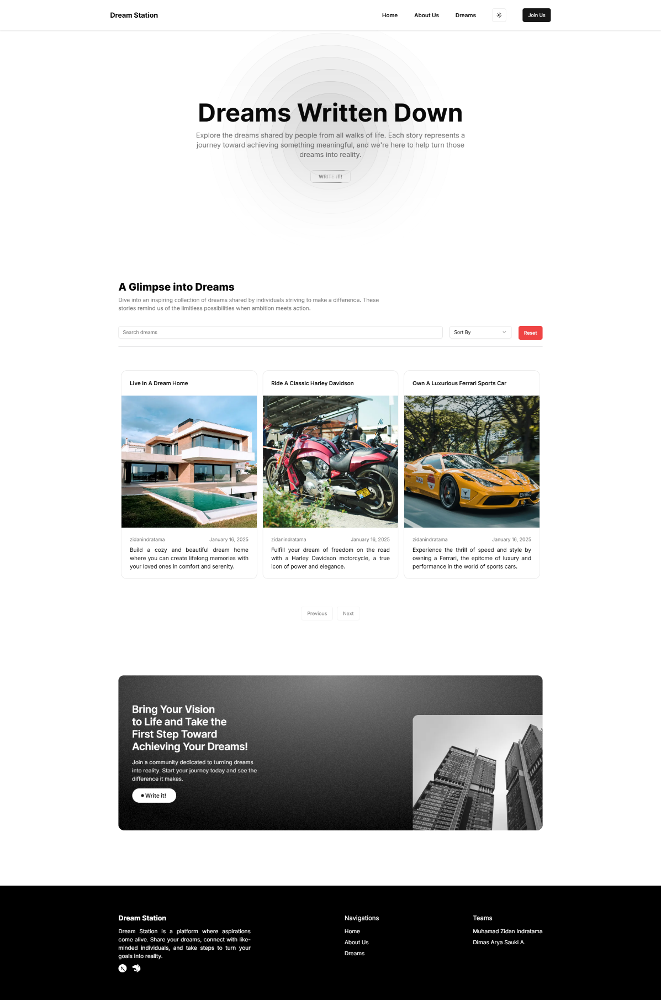 Dream Station
Home
About Us
Dreams
Join Us
Dreams Written Down
Explore the dreams shared by people from all walks of life. Each story represents a
journey toward achieving something meaningful, and we're here to help turn those
dreams into reality.
WRITE IT!
A Glimpse into Dreams
Dive into an inspiring collection of dreams shared by individuals striving to make a difference. These
stories remind us of the limitless possibilities when ambition meets action.
Search dreams
Sort By
Reset
Live In A Dream Home
zidanindratama
January 16, 2025
Build a cozy and beautiful dream home
where you can create lifelong memories with
your loved ones in comfort and serenity.
Ride A Classic Harley Davidson
zidanindratama
January 16, 2025
Fulfill your dream of freedom on the road
with a Harley Davidson motorcycle, a true
icon of power and elegance.
Own A Luxurious Ferrari Sports Car
zidanindratama
January 16, 2025
Experience the thrill of speed and style by
owning a Ferrari, the epitome of luxury and
performance in the world of sports cars.
Previous
Next
Bring Your Vision
to Life and Take the
First Step Toward
Achieving Your Dreams!
Join a community dedicated to turning dreams
into reality. Start your journey today and see the
difference it makes.
Write it!
Dream Station
Dream Station is a platform where aspirations
come alive. Share your dreams, connect with like-
minded individuals, and take steps to turn your
goals into reality.
N
Navigations
Home
About Us
Dreams
Teams
Muhamad Zidan Indratama
Dimas Arya Sauki A.